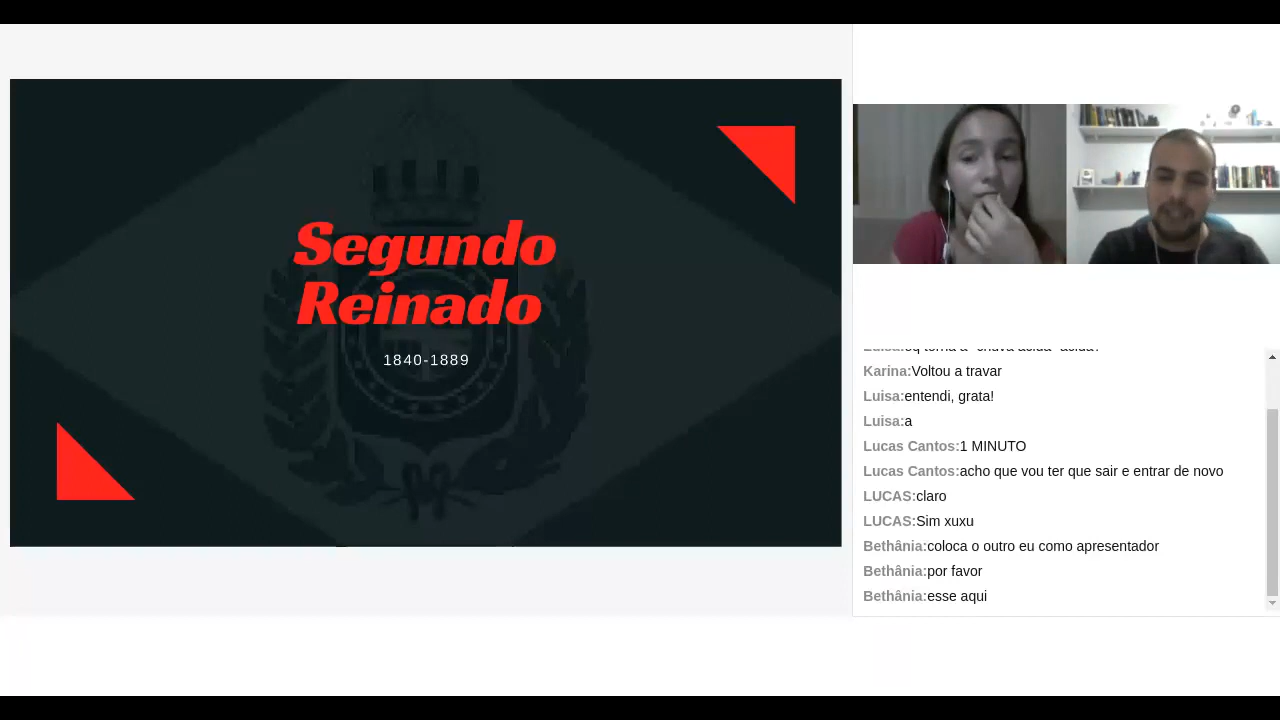 Segundo
Reinado
1840-1889
Karina:Voltou a travar
Luisa:entendi, grata!
Luisa:a
Lucas Cantos:1 MINUTO
Lucas Cantos:acho que vou ter que sair e entrar de novo
LUCAS:claro
LUCAS:Sim xuxu
Bethânia:coloca o outro eu como apresentador
Bethânia:por favor
Bethânia:esse aqui